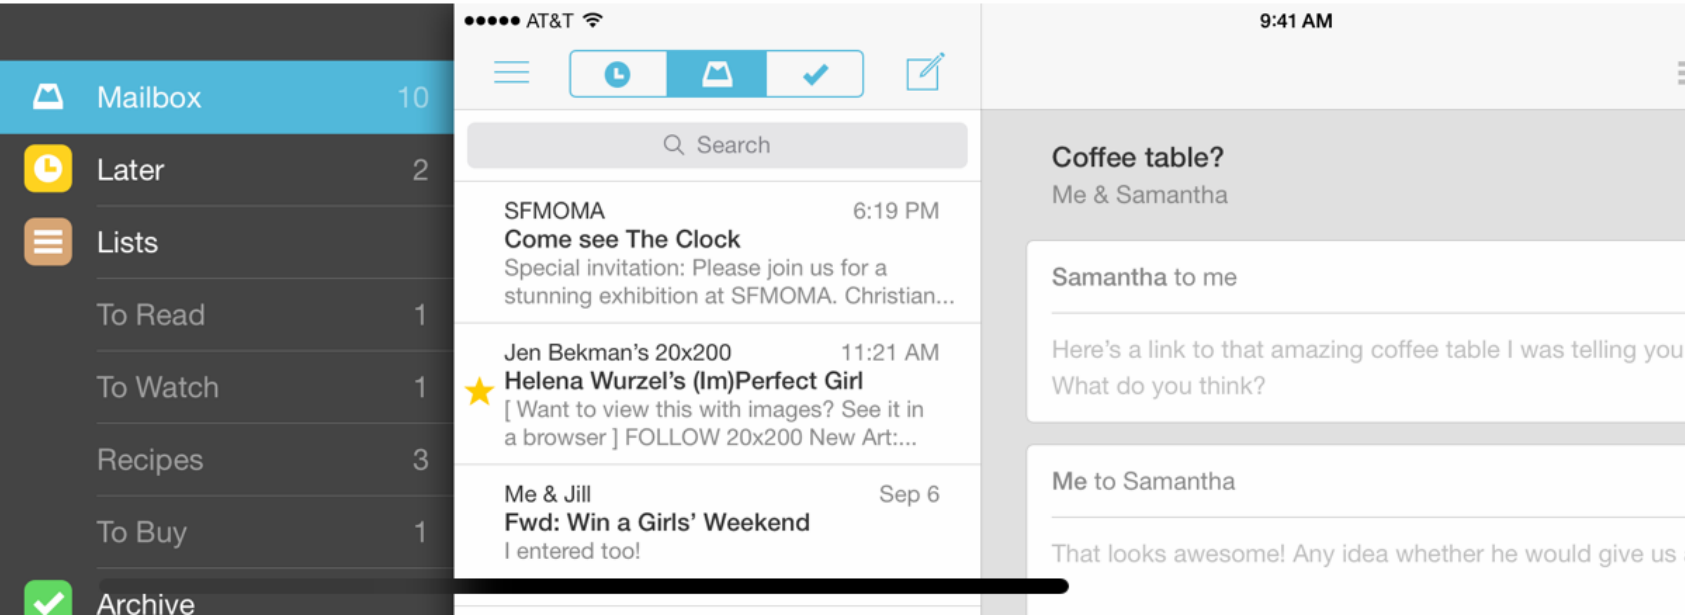 Mailbox 10
Later 2
Lists
To Read 1
To Watch 1
Recipes 3
To Buy 1
Archive
AT&T
Search
SFMOMA 6:19 PM
Come see The Clock
Special invitation: Please join us for a
stunning exhibition at SFMOMA. Christian...
Jen Bekman's 20x200 11:21 AM
Helena Wurzel's (Im)Perfect Girl
[ Want to view this with images? See it in
a browser ] FOLLOW 20x200 New Art:...
Me & Jill Sep 6
Fwd: Win a Girls' Weekend
I entered too!
9:41 AM
Coffee table?
Me & Samantha
Samantha to me
Here's a link to that amazing coffee table I was telling you
What do you think?
Me to Samantha
That looks awesome! Any idea whether he would give us